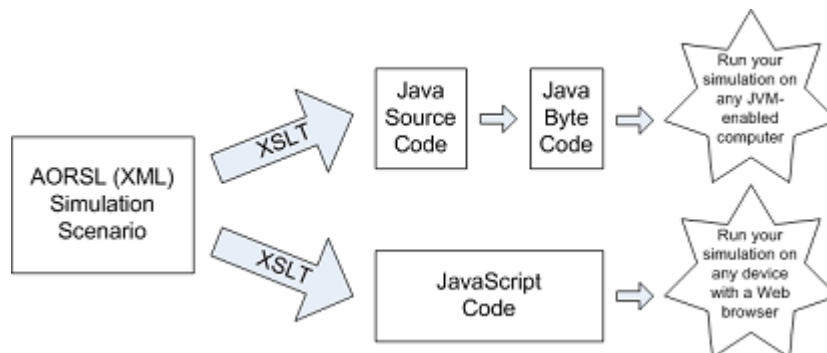 AORSL (XML)
Simulation
Scenario
XSLT
Java
Source
Code
Java
Byte
Code
Run your
simulation on
any JVM-
enabled
computer
XSLT
JavaScript
Code
Run your
simulation on
any device
with a Web
browser